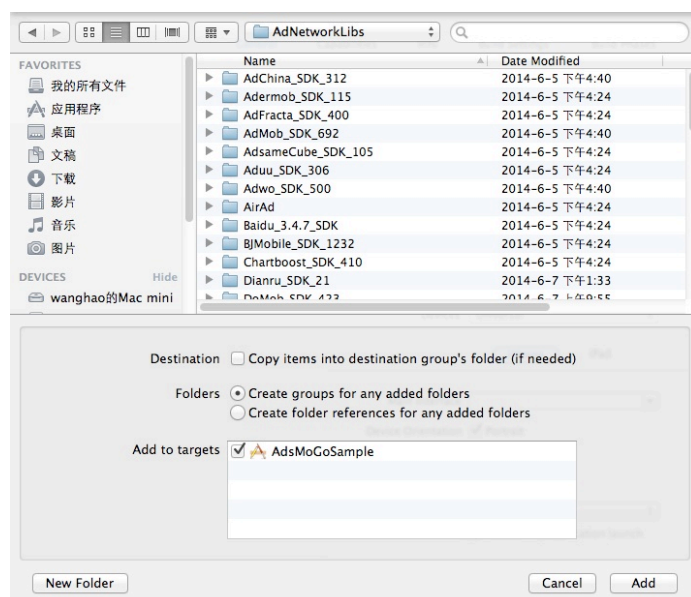 AdNetworkLibs
FAVORITES
我的所有文件
应用程序
桌面
文稿
下载
影片
音乐
图片
DEVICES Hide
wanghao的Mac mini
Name Date Modified
AdChina_SDK_312 2014-6-5 下午4:40
Adermob_SDK_115 2014-6-5 下午4:24
AdFracta_SDK_400 2014-6-5 下午4:24
AdMob_SDK_692 2014-6-5 下午4:40
AdsameCube_SDK_105 2014-6-5 下午4:24
Aduu_SDK_306 2014-6-5 下午4:24
Adwo_SDK_500 2014-6-5 下午4:40
AirAd 2014-6-5 下午4:24
Baidu_3.4.7_SDK 2014-6-5 下午4:24
BJMobile_SDK_1232 2014-6-5 下午4:24
Chartboost_SDK_410 2014-6-5 下午4:24
Dianru_SDK_21 2014-6-7 下午1:33
DoMob_SDK_423 2014-6-7 上午9:55
Destination Copy items into destination group's folder (if needed)
Folders Create groups for any added folders
Create folder references for any added folders
Add to targets AdsMoGoSample
New Folder Cancel Add